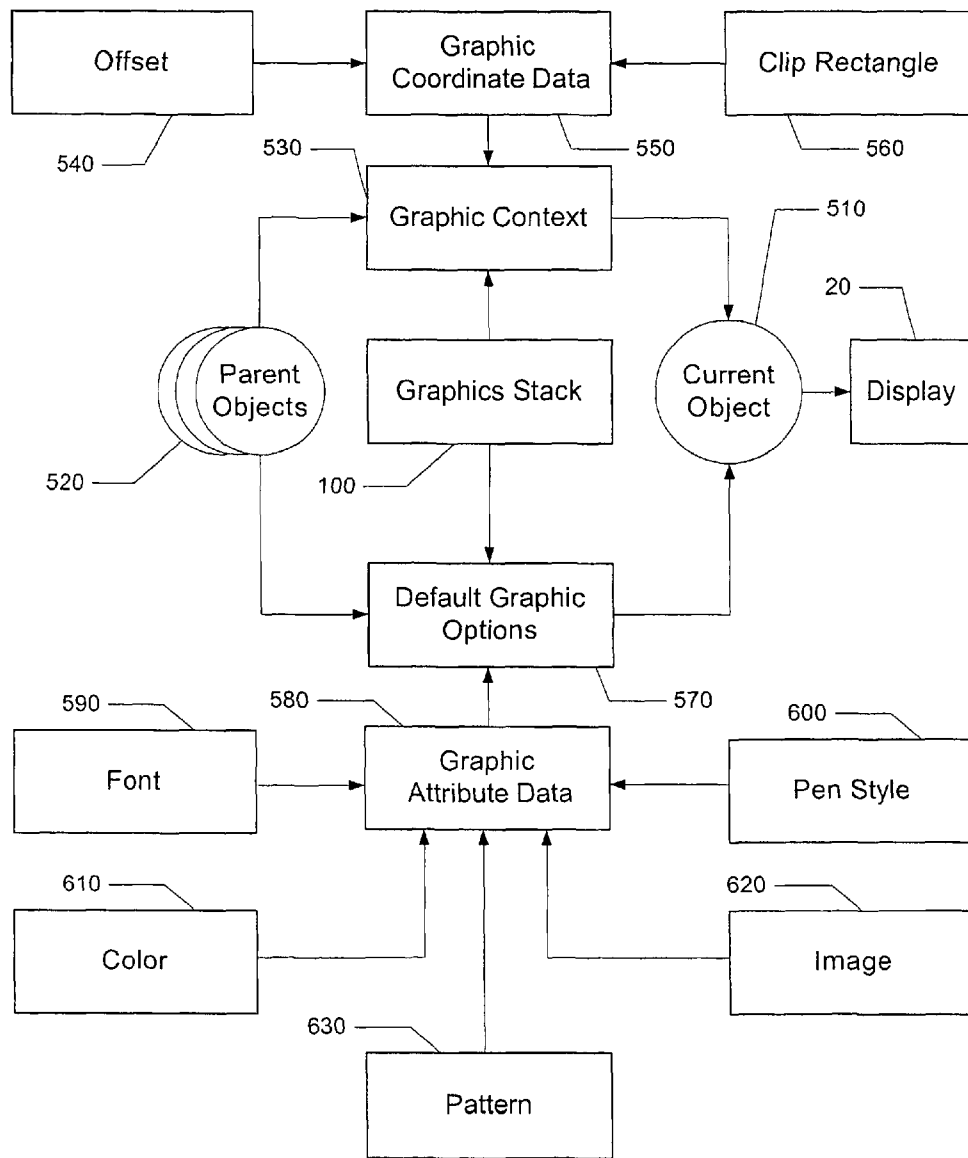 Offset
Graphic
Coordinate Data
Clip Rectangle
540
530
550
560
Graphic Context
510
20
Parent
Objects
Graphics Stack
Current
Object
Display
520
100
Default Graphic
Options
590
580
570
600
Font
Graphic
Attribute Data
Pen Style
610
620
Color
Image
630
Pattern